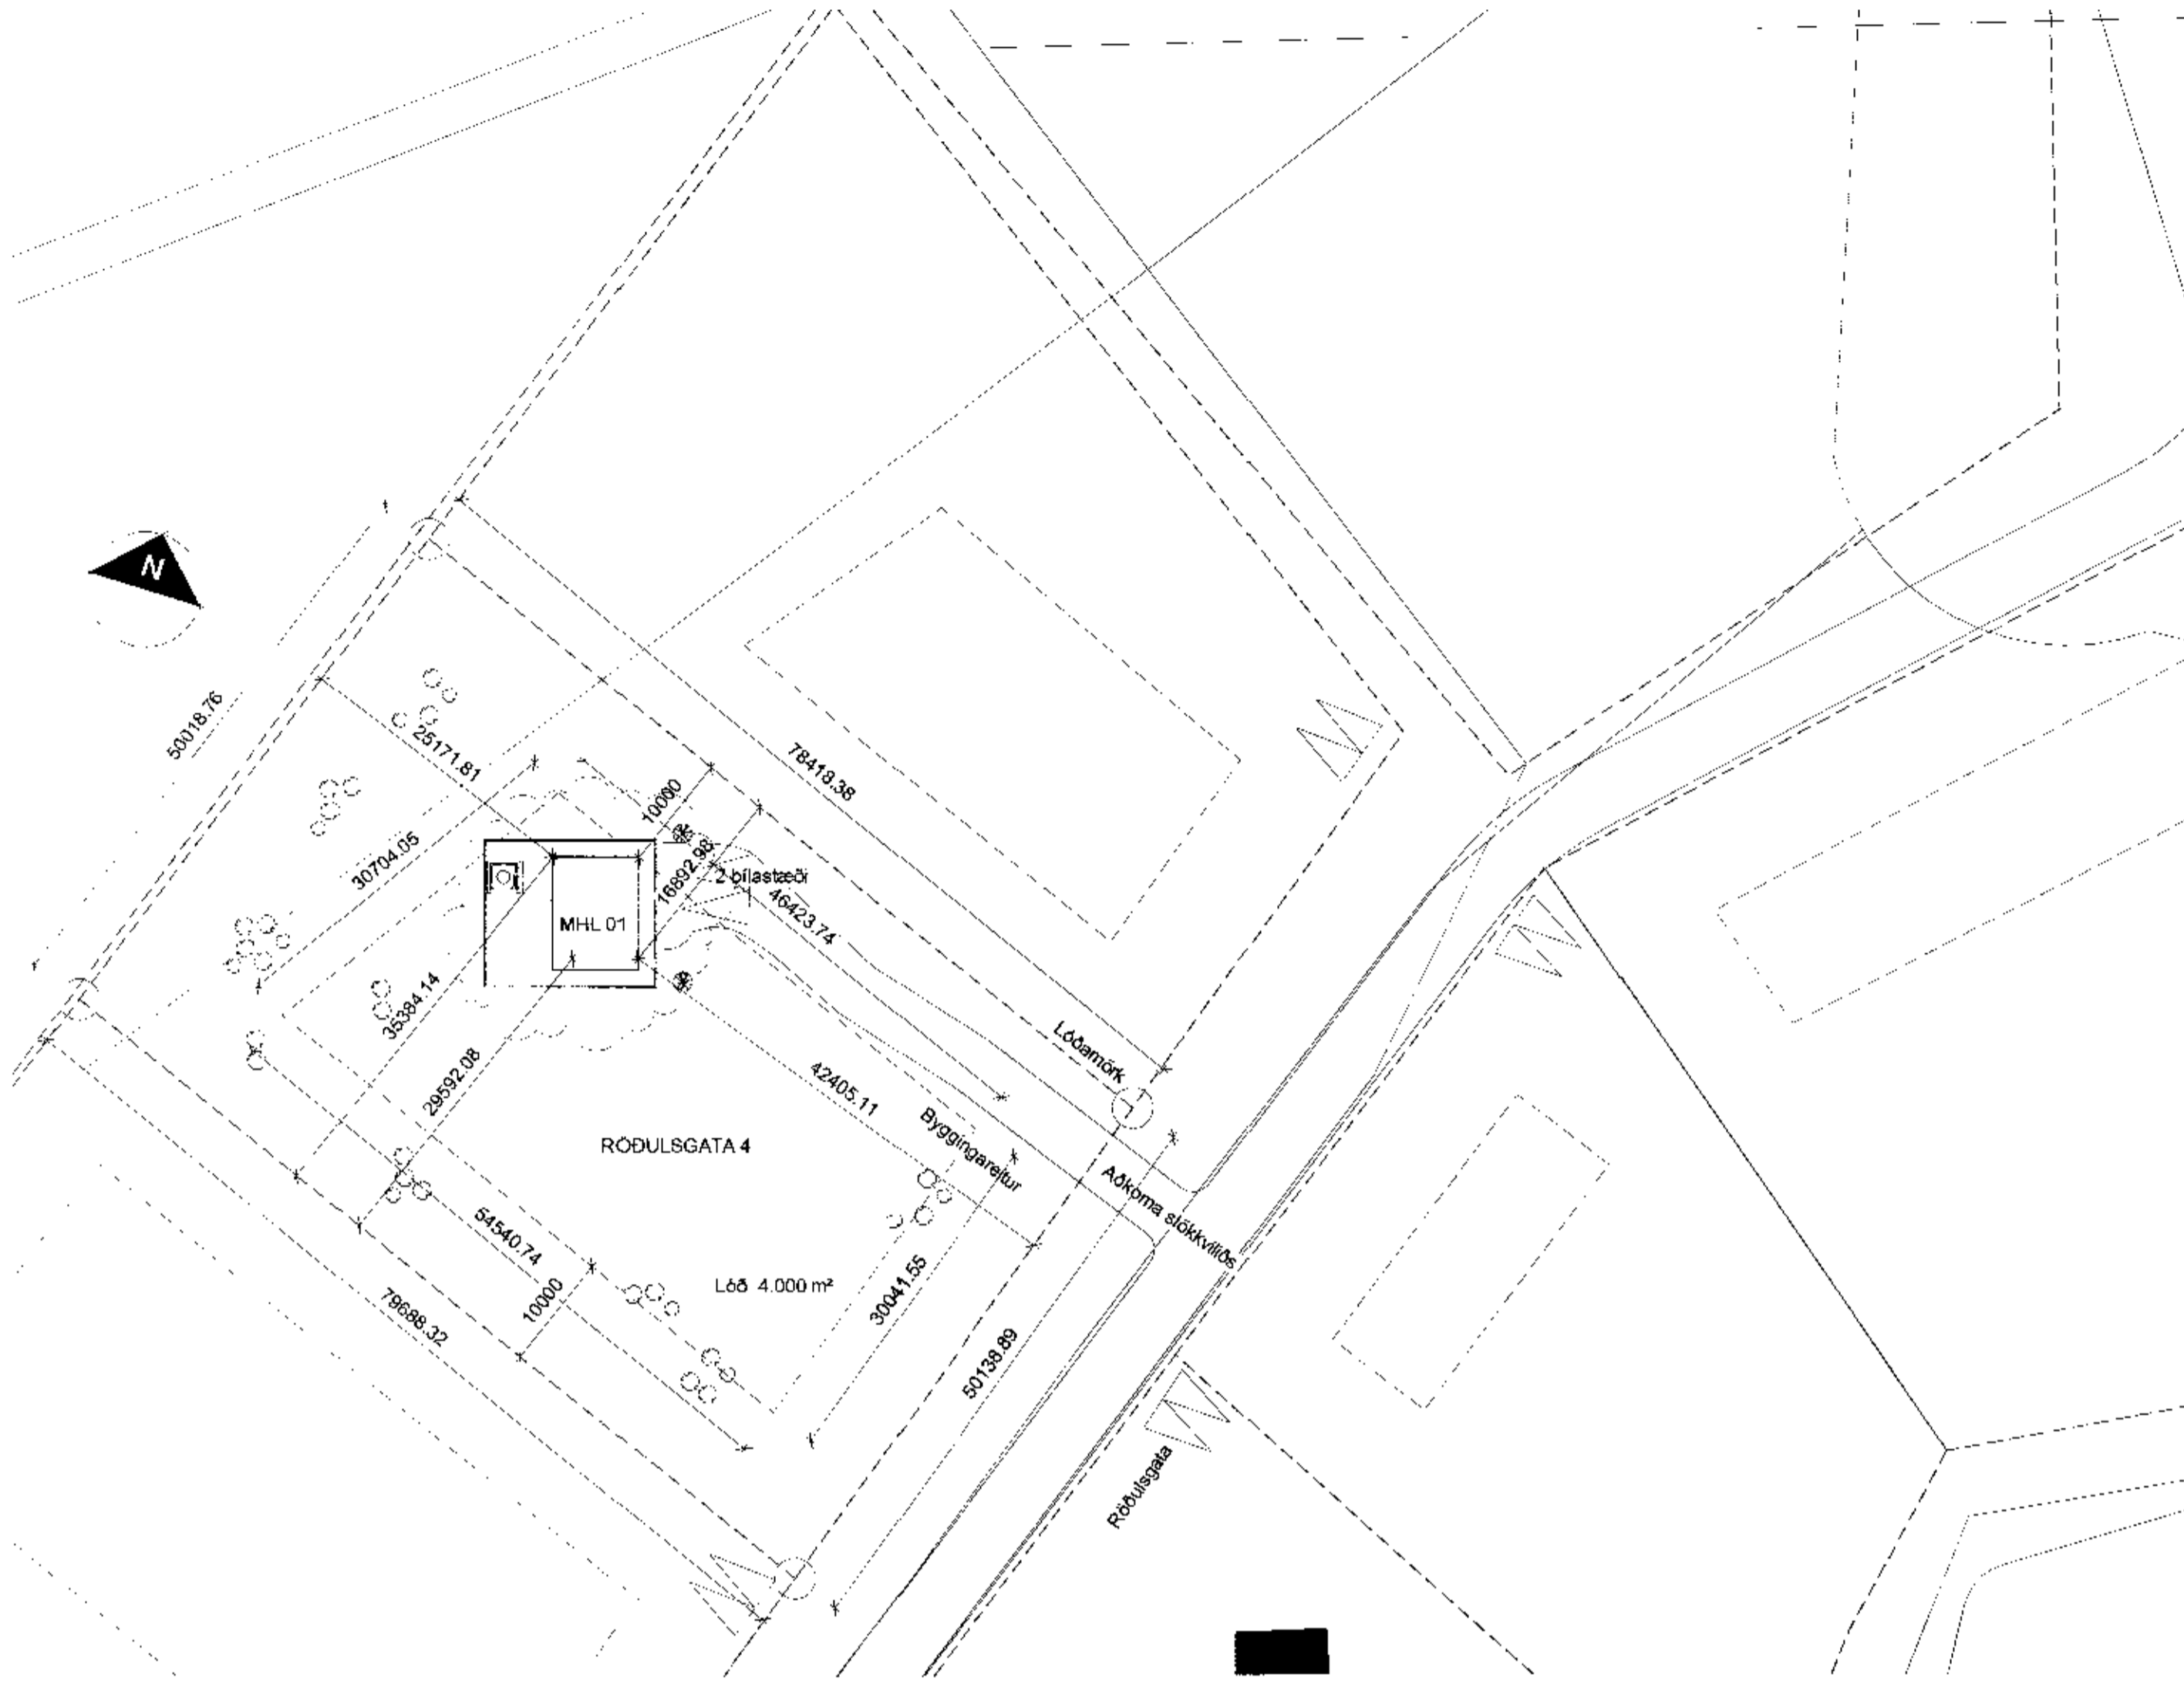 N
50018.76
25171.81
10000
78418.38
30704.05
16892.98
2 bílastæði
46423.74
MHL 01
35384.14
29592.08
42405.11
Lóðamörk
Byggingareitur
RÖÐULSGATA 4
Aðkoma slökkviliðs
54540.74
10000
Lóð 4.000 m²
30041.55
79688.32
50138.89
Röðulsgata